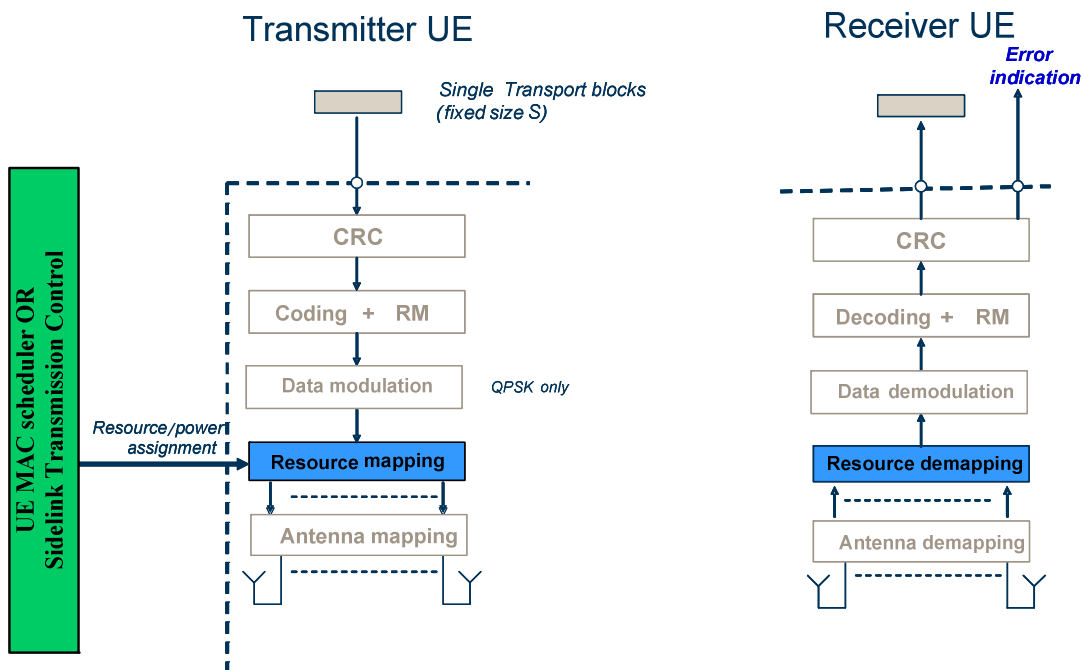 Transmitter UE
Single Transport blocks
(fixed size S)
UE MAC scheduler OR
Sidelink Transmission Control
CRC
Coding + RM
Data modulation
QPSK only
Resource/power
assignment
Resource mapping
Antenna mapping
Receiver UE
Error
indication
CRC
Decoding + RM
Data demodulation
Resource demapping
Antenna demapping